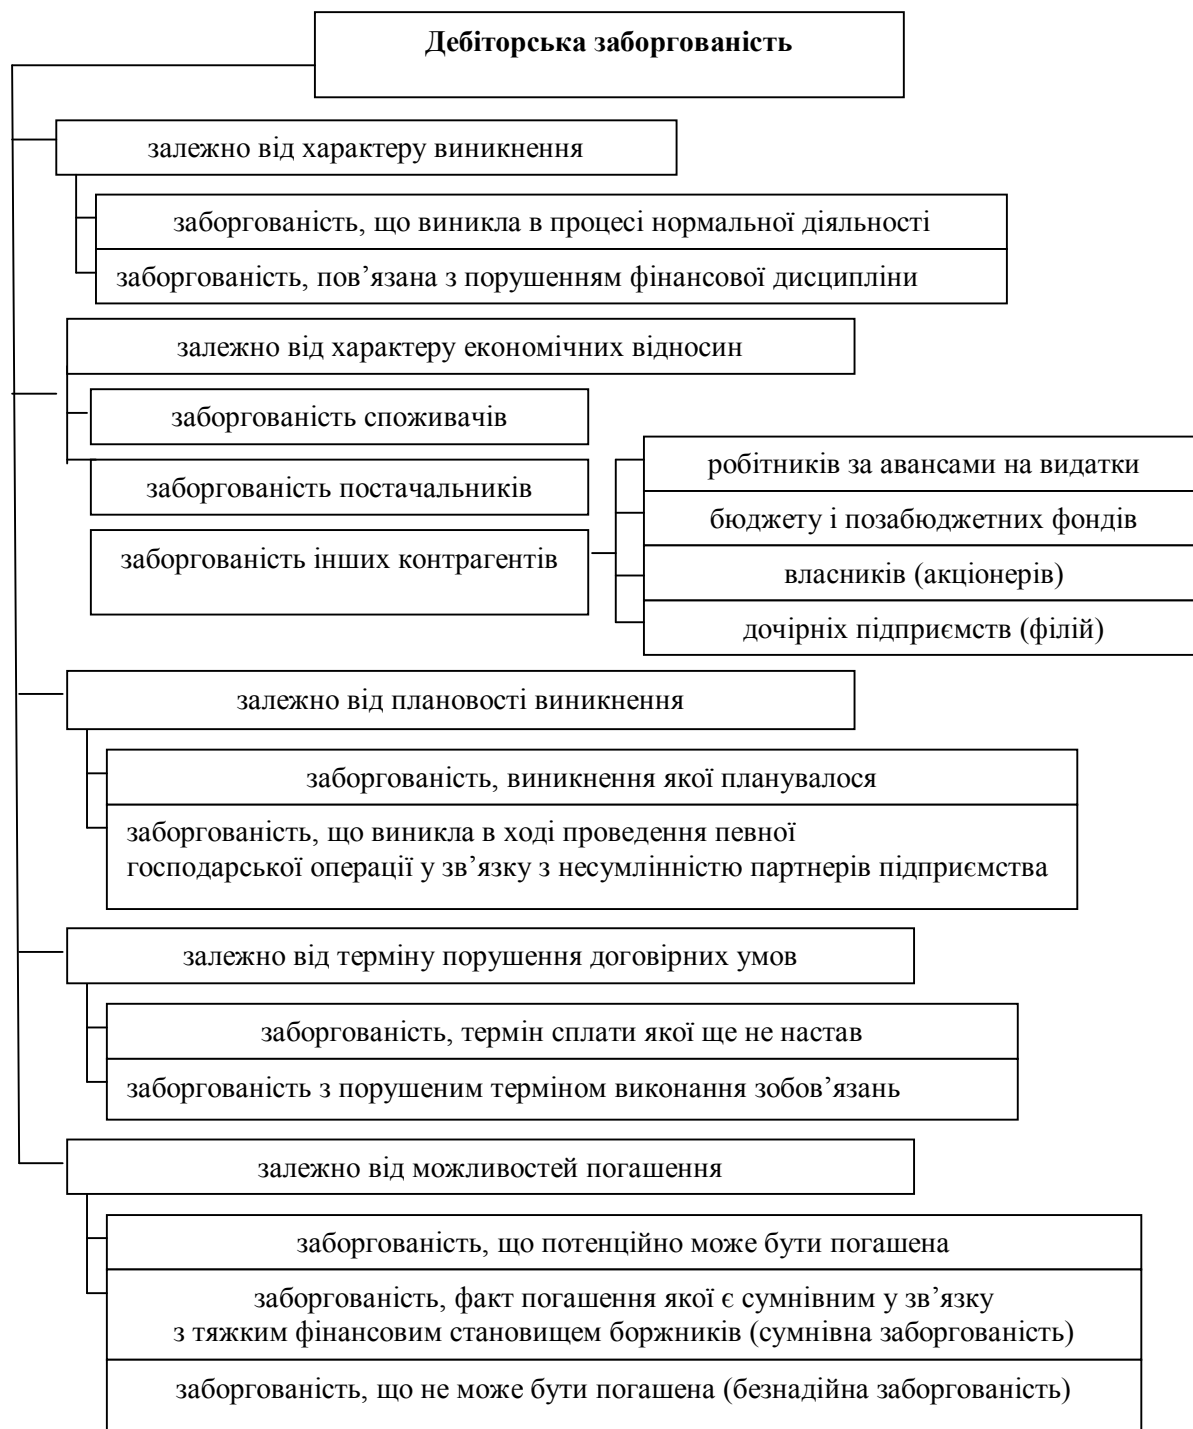 Дебіторська заборгованість
залежно від характеру виникнення
заборгованість, що виникла в процесі нормальної діяльності
заборгованість, пов’язана з порушенням фінансової дисципліни
залежно від характеру економічних відносин
заборгованість споживачів
заборгованість постачальників
заборгованість інших контрагентів
робітників за авансами на видатки
бюджету і позабюджетних фондів
власників (акціонерів)
дочірніх підприємств (філій)
залежно від плановості виникнення
заборгованість, виникнення якої планувалося
заборгованість, що виникла в ході проведення певної
господарської операції у зв’язку з несумлінністю партнерів підприємства
залежно від терміну порушення договірних умов
заборгованість, термін сплати якої ще не настав
заборгованість з порушеним терміном виконання зобов’язань
залежно від можливостей погашення
заборгованість, що потенційно може бути погашена
заборгованість, факт погашення якої є сумнівним у зв’язку
з тяжким фінансовим становищем боржників (сумнівна заборгованість)
заборгованість, що не може бути погашена (безнадійна заборгованість)